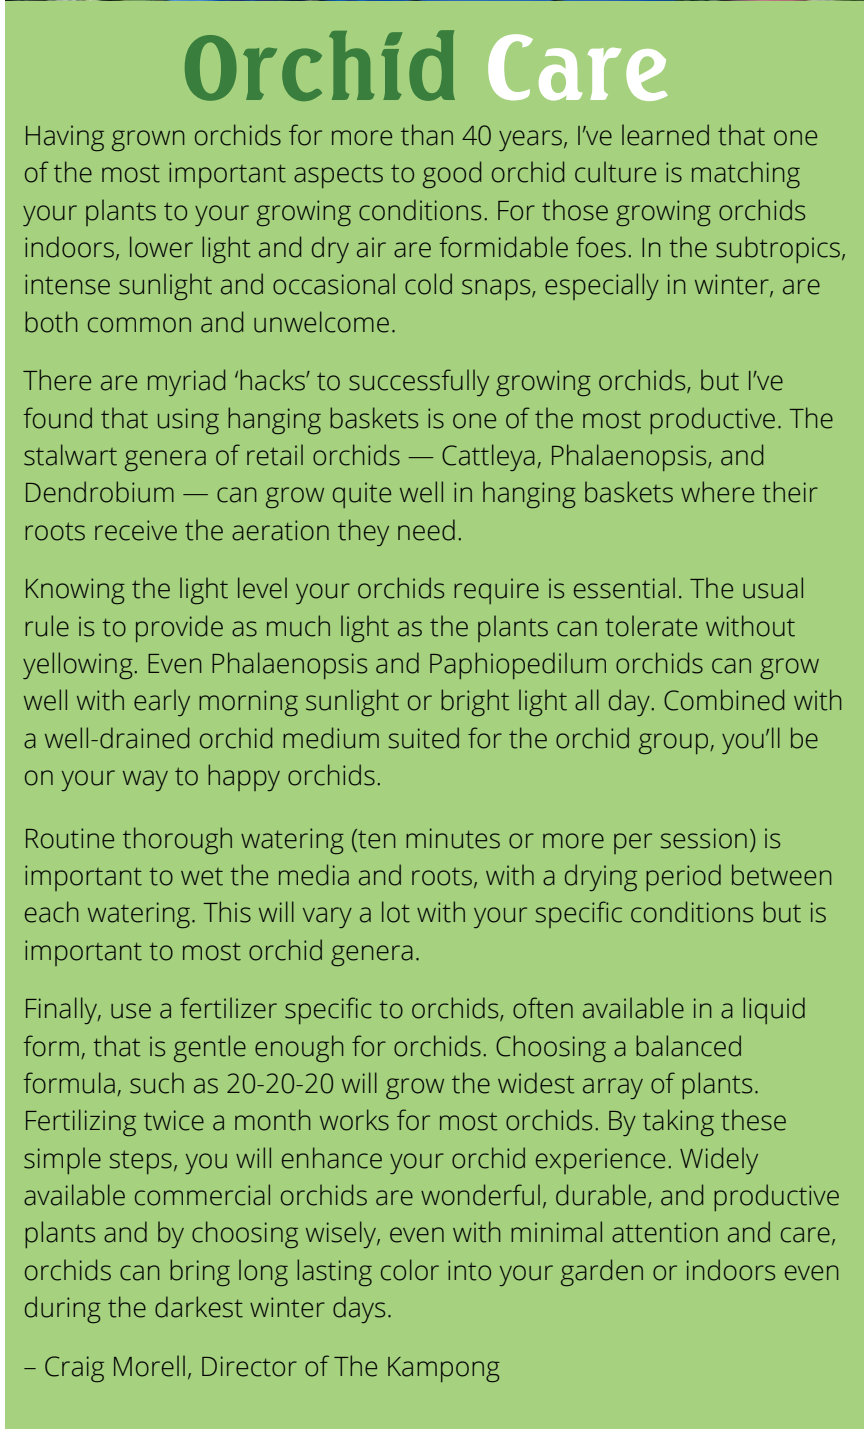 Orchid Care
Having grown orchids for more than 40 years, I’ve learned that one
of the most important aspects to good orchid culture is matching
your plants to your growing conditions. For those growing orchids
indoors, lower light and dry air are formidable foes. In the subtropics,
intense sunlight and occasional cold snaps, especially in winter, are
both common and unwelcome.
There are myriad ‘hacks’ to successfully growing orchids, but I’ve
found that using hanging baskets is one of the most productive. The
stalwart genera of retail orchids — Cattleya, Phalaenopsis, and
Dendrobium — can grow quite well in hanging baskets where their
roots receive the aeration they need.
Knowing the light level your orchids require is essential. The usual
rule is to provide as much light as the plants can tolerate without
yellowing. Even Phalaenopsis and Paphiopedilum orchids can grow
well with early morning sunlight or bright light all day. Combined with
a well-drained orchid medium suited for the orchid group, you’ll be
on your way to happy orchids.
Routine thorough watering (ten minutes or more per session) is
important to wet the media and roots, with a drying period between
each watering. This will vary a lot with your specific conditions but is
important to most orchid genera.
Finally, use a fertilizer specific to orchids, often available in a liquid
form, that is gentle enough for orchids. Choosing a balanced
formula, such as 20-20-20 will grow the widest array of plants.
Fertilizing twice a month works for most orchids. By taking these
simple steps, you will enhance your orchid experience. Widely
available commercial orchids are wonderful, durable, and productive
plants and by choosing wisely, even with minimal attention and care,
orchids can bring long lasting color into your garden or indoors even
during the darkest winter days.
– Craig Morell, Director of The Kampong